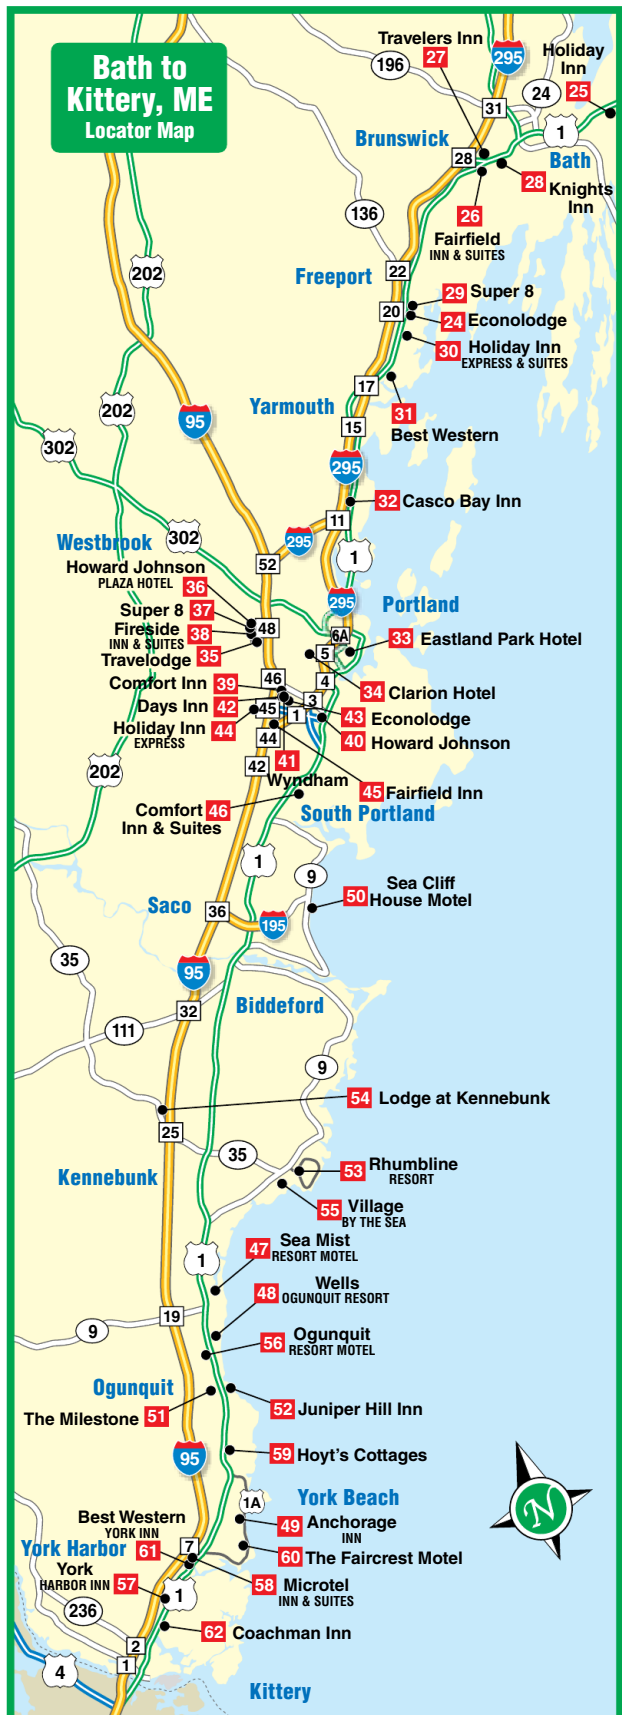 Bath to
Kittery, ME
Locator Map
Travelers Inn
27
295
Holiday
Inn
25
196
24
31
1
Brunswick
28
Bath
28 Knights
Inn
26
Fairfield
INN & SUITES
136
202
Freeport
22
29 Super 8
20
24 Econolodge
30 Holiday Inn
EXPRESS & SUITES
17
202
95
Yarmouth
31
Best Western
15
302
295
32 Casco Bay Inn
11
302
295
Westbrook
52
1
Howard Johnson
PLAZA HOTEL
36
295
Portland
Super 8 37
48
Fireside
INN & SUITES
38
6A
33 Eastland Park Hotel
Travelodge 35
5
46
4
Comfort Inn 39
34 Clarion Hotel
3
Days Inn 42
45
1
43 Econolodge
Holiday Inn
EXPRESS
44
44
40 Howard Johnson
41
Wyndham
42
202
45 Fairfield Inn
Comfort
Inn & Suites
46
South Portland
1
9
Sea Cliff
House Motel
50
Saco
36
195
35
95
32
Biddeford
111
9
54 Lodge at Kennebunk
25
35
53 Rhumbline
RESORT
Kennebunk
55 Village
BY THE SEA
1
47 Sea Mist
RESORT MOTEL
48 Wells
OGUNQUIT RESORT
19
9
56 Ogunquit
RESORT MOTEL
Ogunquit
52 Juniper Hill Inn
The Milestone 51
95
59 Hoyt's Cottages
N
1A
York Beach
49 Anchorage
INN
Best Western
YORK INN
7
York Harbor 61
60 The Faircrest Motel
York
HARBOR INN 57
1
58 Microtel
INN & SUITES
236
62 Coachman Inn
2
1
4
Kittery